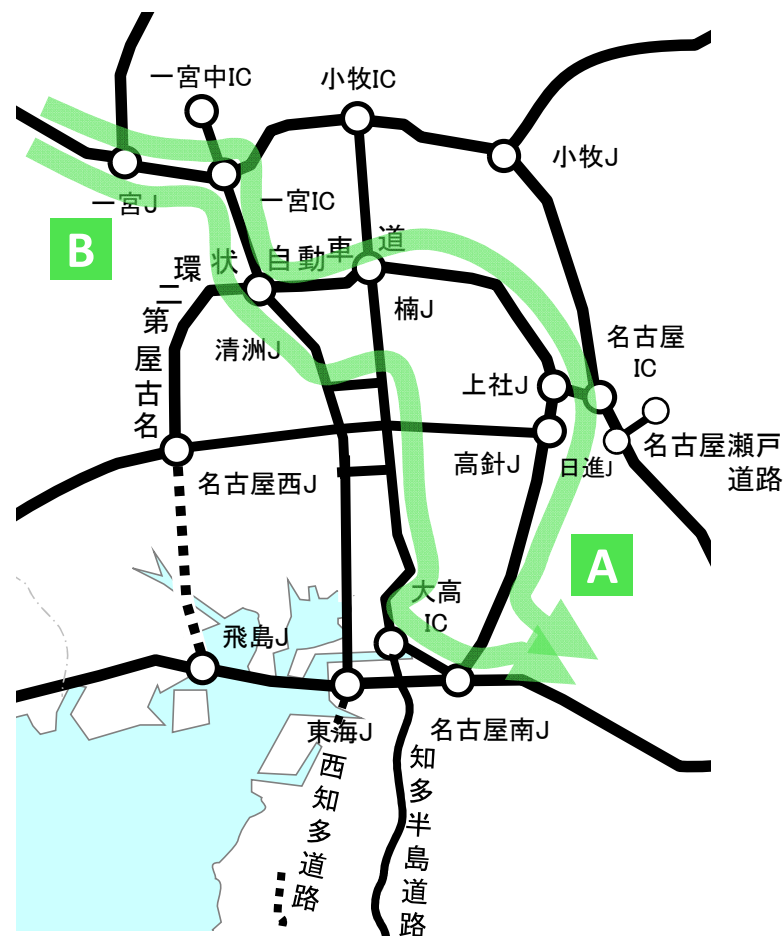 一宮中IC
小牧IC
小牧J
一宮J
一宮IC
B
名古屋第二環状自動車道
清洲J
楠J
名古屋
IC
上社J
高針J
日進J
名古屋瀬戸
道路
名古屋西J
A
大高
IC
飛島J
東海J
名古屋南J
西知多道路
知多半島道路